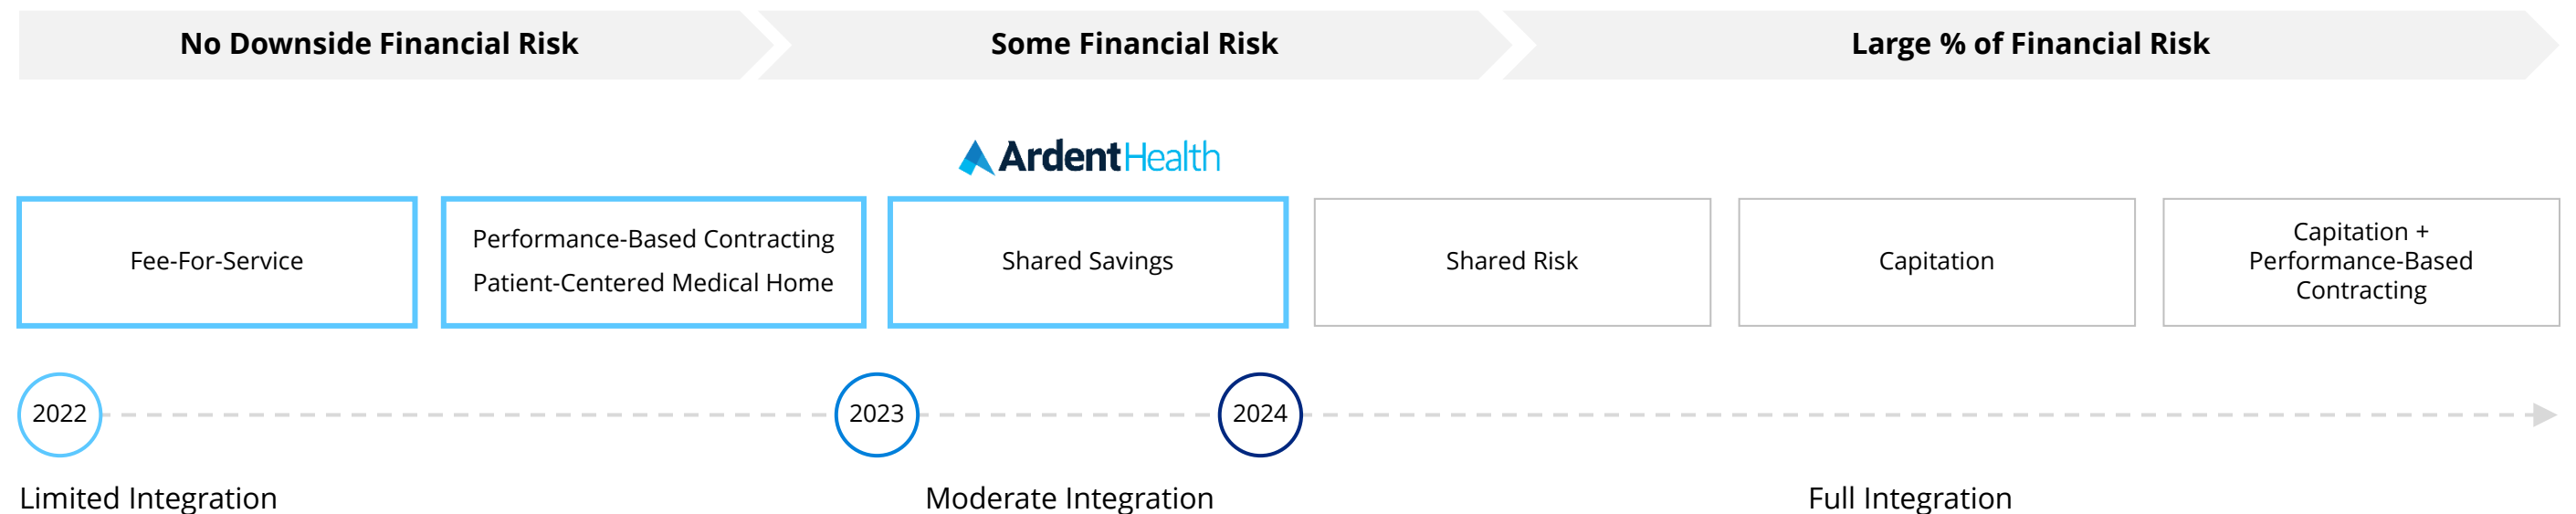 No Downside Financial Risk
Some Financial Risk
Large % of Financial Risk
ArdentHealth
Fee-For-Service
Performance-Based Contracting
Patient-Centered Medical Home
Shared Savings
Shared Risk
Capitation
Capitation +
Performance-Based
Contracting
2022
2023
2024
Limited Integration
Moderate Integration
Full Integration